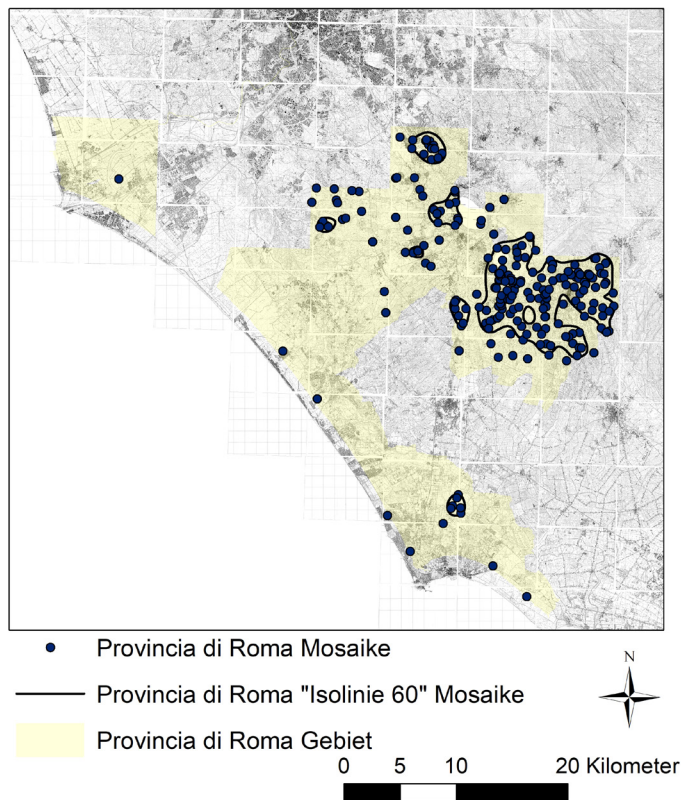 Provincia di Roma Mosaike
Provincia di Roma "Isolinie 60" Mosaike
Provincia di Roma Gebiet
N
0 5 10 20 Kilometer